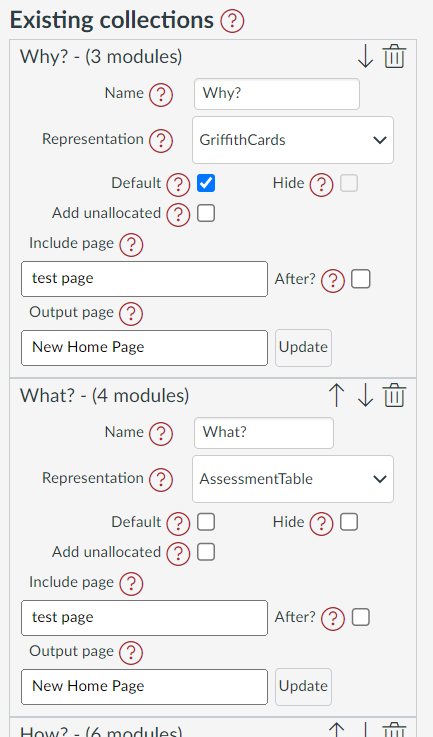 Existing collections ?
Why? - (3 modules)
Name ? Why?
Representation ? GriffithCards
Default ? Hide ?
Add unallocated ?
Include page ?
test page After? ?
Output page ?
New Home Page Update
What? - (4 modules)
Name ? What?
Representation ? AssessmentTable
Default ? Hide ?
Add unallocated ?
Include page ?
test page After? ?
Output page ?
New Home Page Update
How? - (6 modules)